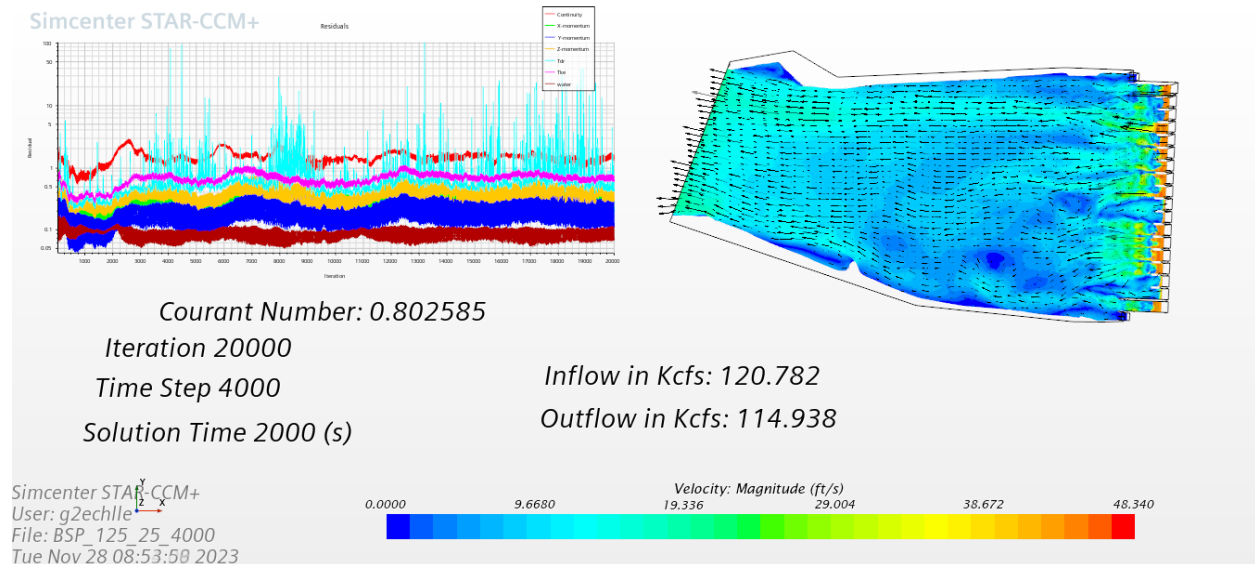 Simcenter STAR-CCM+
Residuals
Continuity
X-momentum
Y-momentum
Z-momentum
Tdr
Tke
water
100
50
10
5
1
0.5
0.1
0.05
Residual
1000 2000 3000 4000 5000 6000 7000 8000 9000 10000 11000 12000 13000 14000 15000 16000 17000 18000 19000 20000
Iteration
Courant Number: 0.802585
Iteration 20000
Time Step 4000
Solution Time 2000 (s)
Inflow in Kcfs: 120.782
Outflow in Kcfs: 114.938
Velocity: Magnitude (ft/s)
0.0000 9.6680 19.336 29.004 38.672 48.340
Y
Z X
Simcenter STAR-CCM+
User: g2echlle
File: BSP_125_25_4000
Tue Nov 28 2023